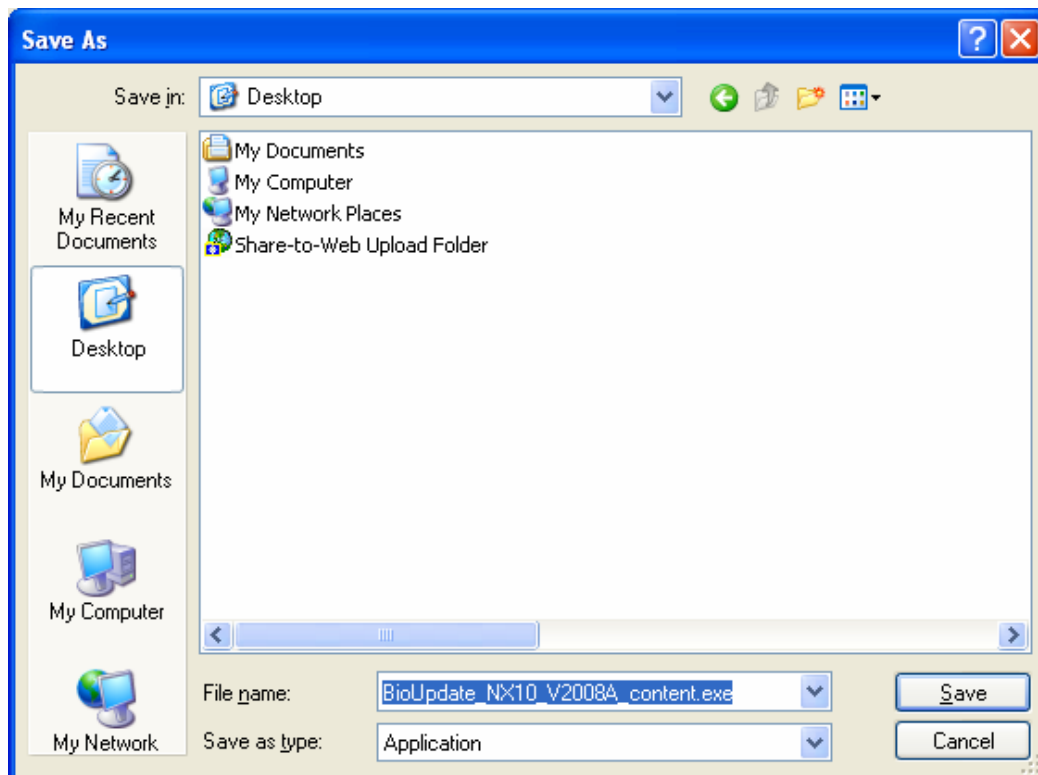 Save As
Save in:
Desktop
My Recent
Documents
Desktop
My Documents
My Computer
My Network
My Documents
My Computer
My Network Places
Share-to-Web Upload Folder
File name:
BioUpdate_NX10_V2008A_content.exe
Save
Save as type:
Application
Cancel